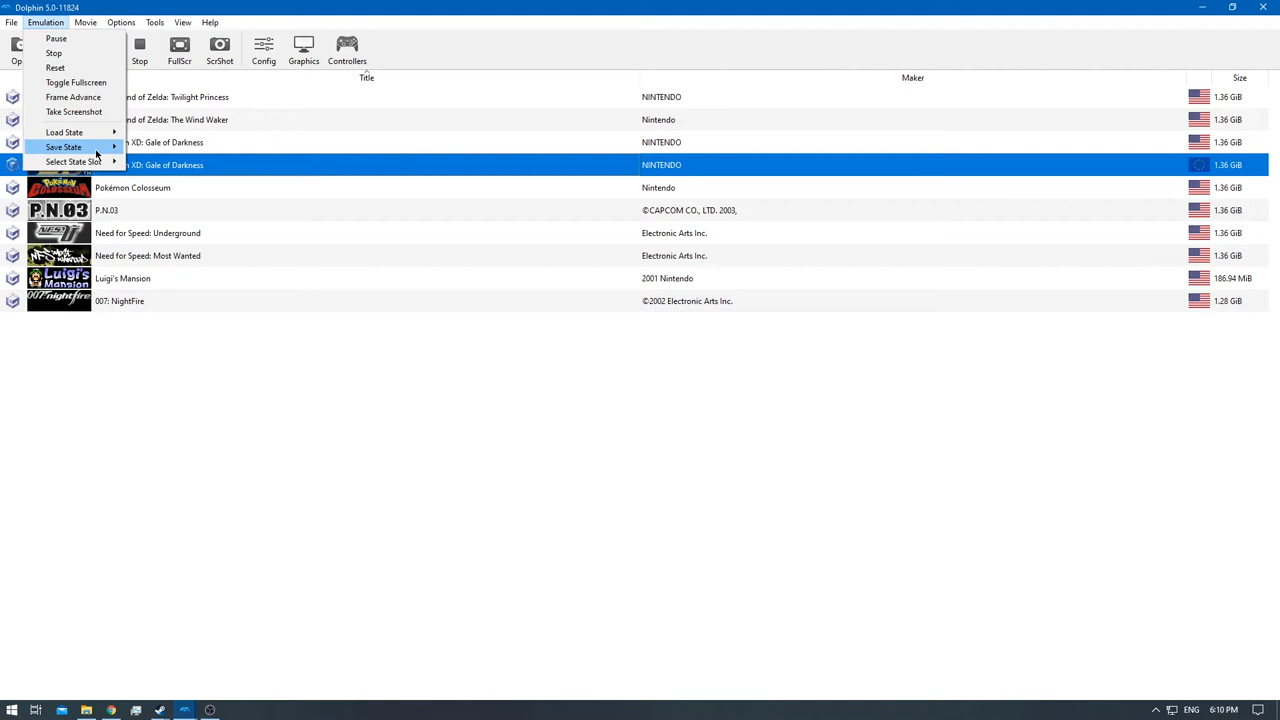 Dolphin 5.0-11824
File Emulation Movie Options Tools View Help
Pause
Stop
Reset
Toggle Fullscreen
Frame Advance
Take Screenshot
Load State
Save State
Select State Slot
Op Stop FullScr ScrShot Config Graphics Controllers
Title Maker Size
nd of Zelda: Twilight Princess NINTENDO 1.36 GiB
nd of Zelda: The Wind Waker Nintendo 1.36 GiB
n XD: Gale of Darkness NINTENDO 1.36 GiB
n XD: Gale of Darkness NINTENDO 1.36 GiB
POKéMON COLOSSEUM Pokémon Colosseum Nintendo 1.36 GiB
P.N.03 P.N.03 ©CAPCOM CO., LTD. 2003, 1.36 GiB
Need for Speed: Underground Electronic Arts Inc. 1.36 GiB
Need for Speed: Most Wanted Electronic Arts Inc. 1.36 GiB
Luigi's Mansion Luigi's Mansion 2001 Nintendo 186.94 MiB
007: nightfire 007: NightFire ©2002 Electronic Arts Inc. 1.28 GiB
ENG 6:10 PM